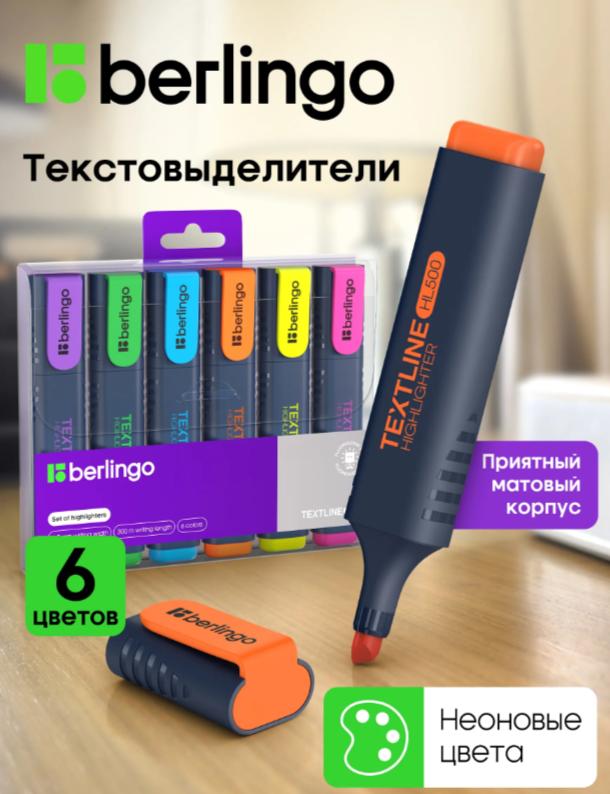 berlingo
Текстовыделители
berlingo
berlingo
berlingo
berlingo
berlingo
berlingo
TEXTLINE HL500
HIGHLIGHTER
berlingo
Set of highlighters
300 m writing length
6 colors
TEXTLINE
Приятный
матовый
корпус
6
цветов
berlingo
Неоновые
цвета